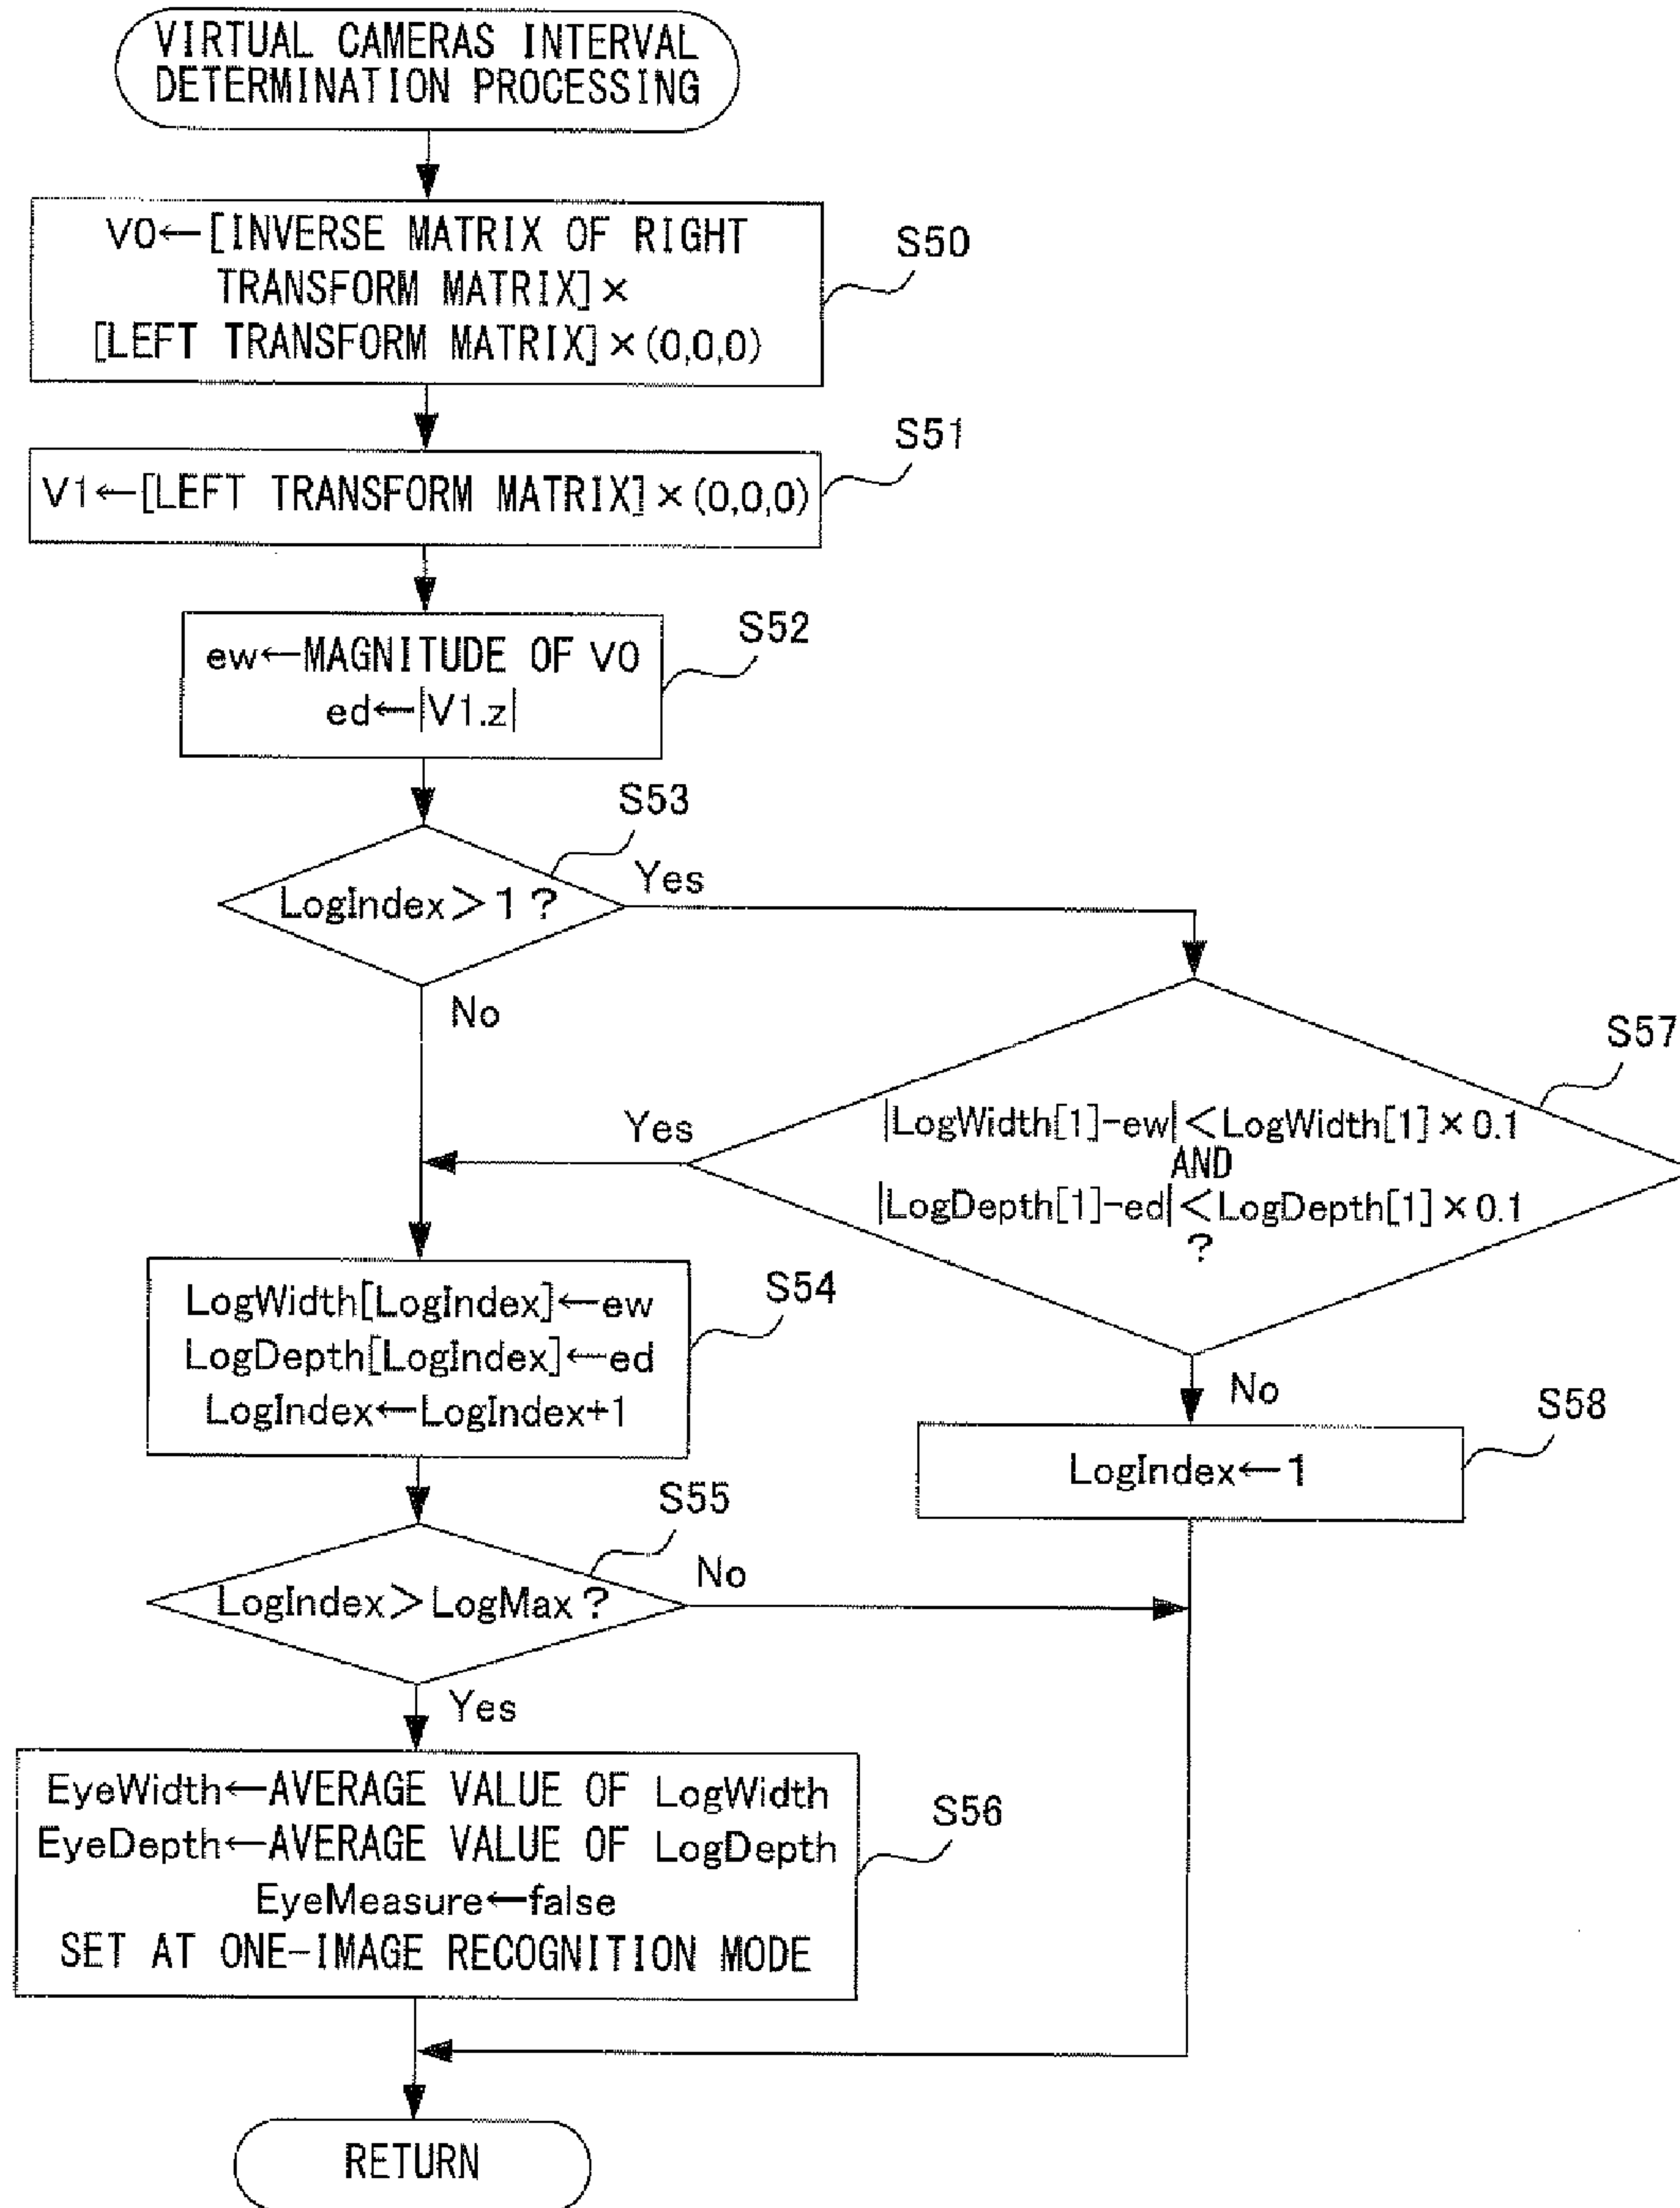 VIRTUAL CAMERAS INTERVAL
DETERMINATION PROCESSING
V0←[INVERSE MATRIX OF RIGHT
TRANSFORM MATRIX]×
[LEFT TRANSFORM MATRIX]×(0,0,0)
S50
V1←[LEFT TRANSFORM MATRIX]×(0,0,0)
S51
ew←MAGNITUDE OF V0
ed←|V1.z|
S52
LogIndex>1?
S53
Yes
No
|LogWidth[1]-ew|<LogWidth[1]×0.1
AND
|LogDepth[1]-ed|<LogDepth[1]×0.1
?
S57
Yes
No
LogWidth[LogIndex]←ew
LogDepth[LogIndex]←ed
LogIndex←LogIndex+1
S54
LogIndex←1
S58
LogIndex>LogMax?
S55
No
Yes
EyeWidth←AVERAGE VALUE OF LogWidth
EyeDepth←AVERAGE VALUE OF LogDepth
EyeMeasure←false
SET AT ONE-IMAGE RECOGNITION MODE
S56
RETURN